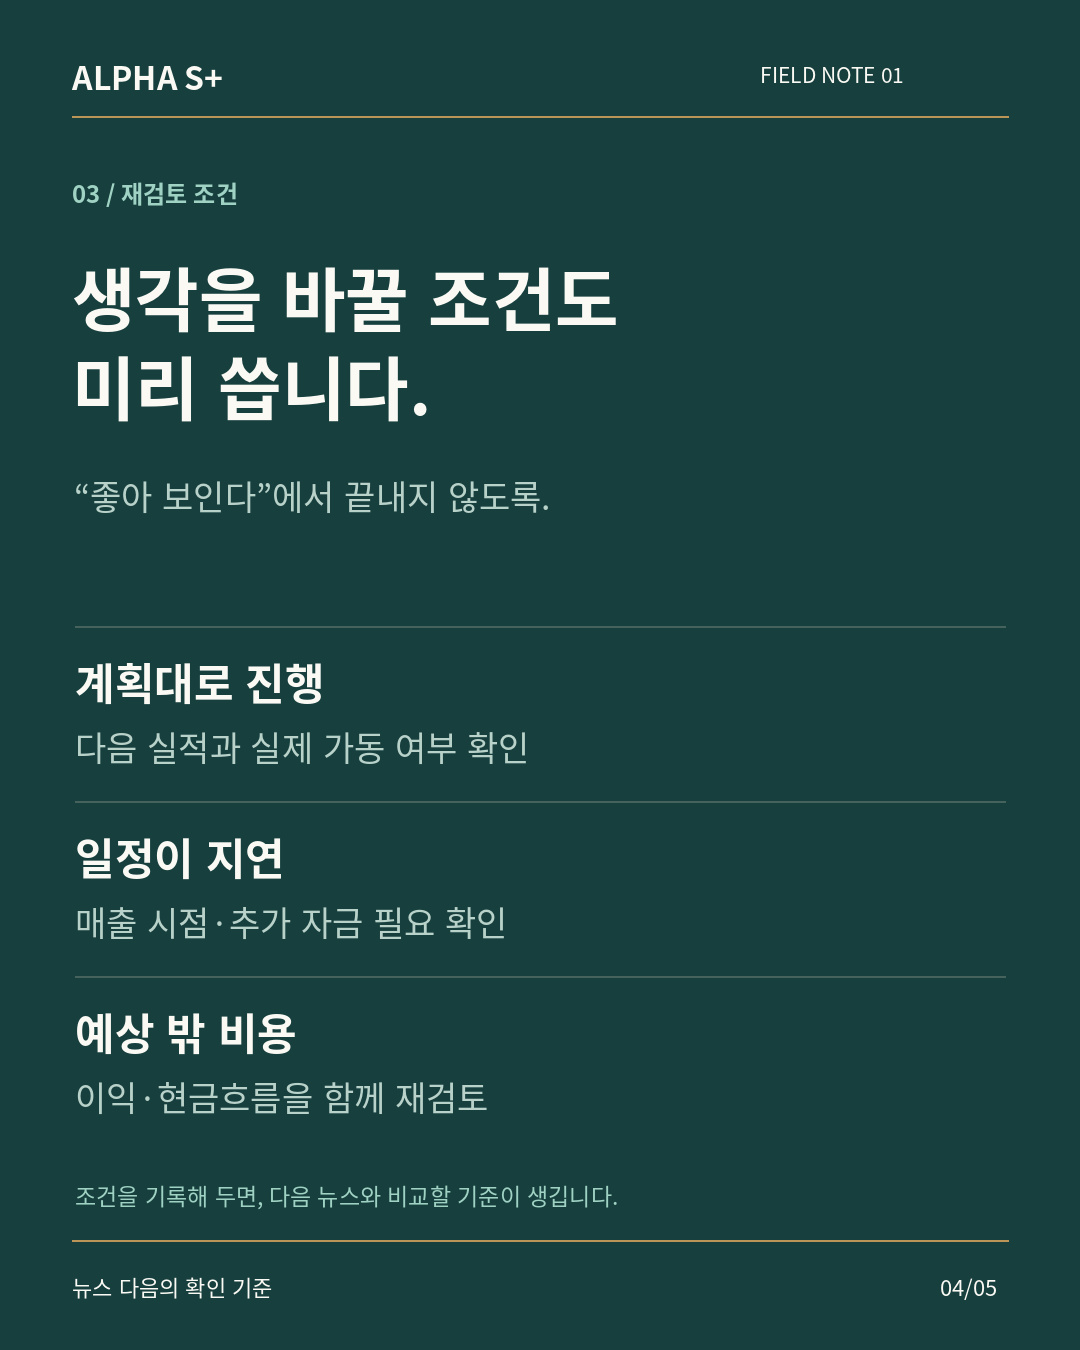 ALPHA S+
FIELD NOTE 01
03 / 재검토 조건
생각을 바꿀 조건도
미리 씁니다.
“좋아 보인다”에서 끝내지 않도록.
계획대로 진행
다음 실적과 실제 가동 여부 확인
일정이 지연
매출 시점·추가 자금 필요 확인
예상 밖 비용
이익·현금흐름을 함께 재검토
조건을 기록해 두면, 다음 뉴스와 비교할 기준이 생깁니다.
뉴스 다음의 확인 기준
04/05